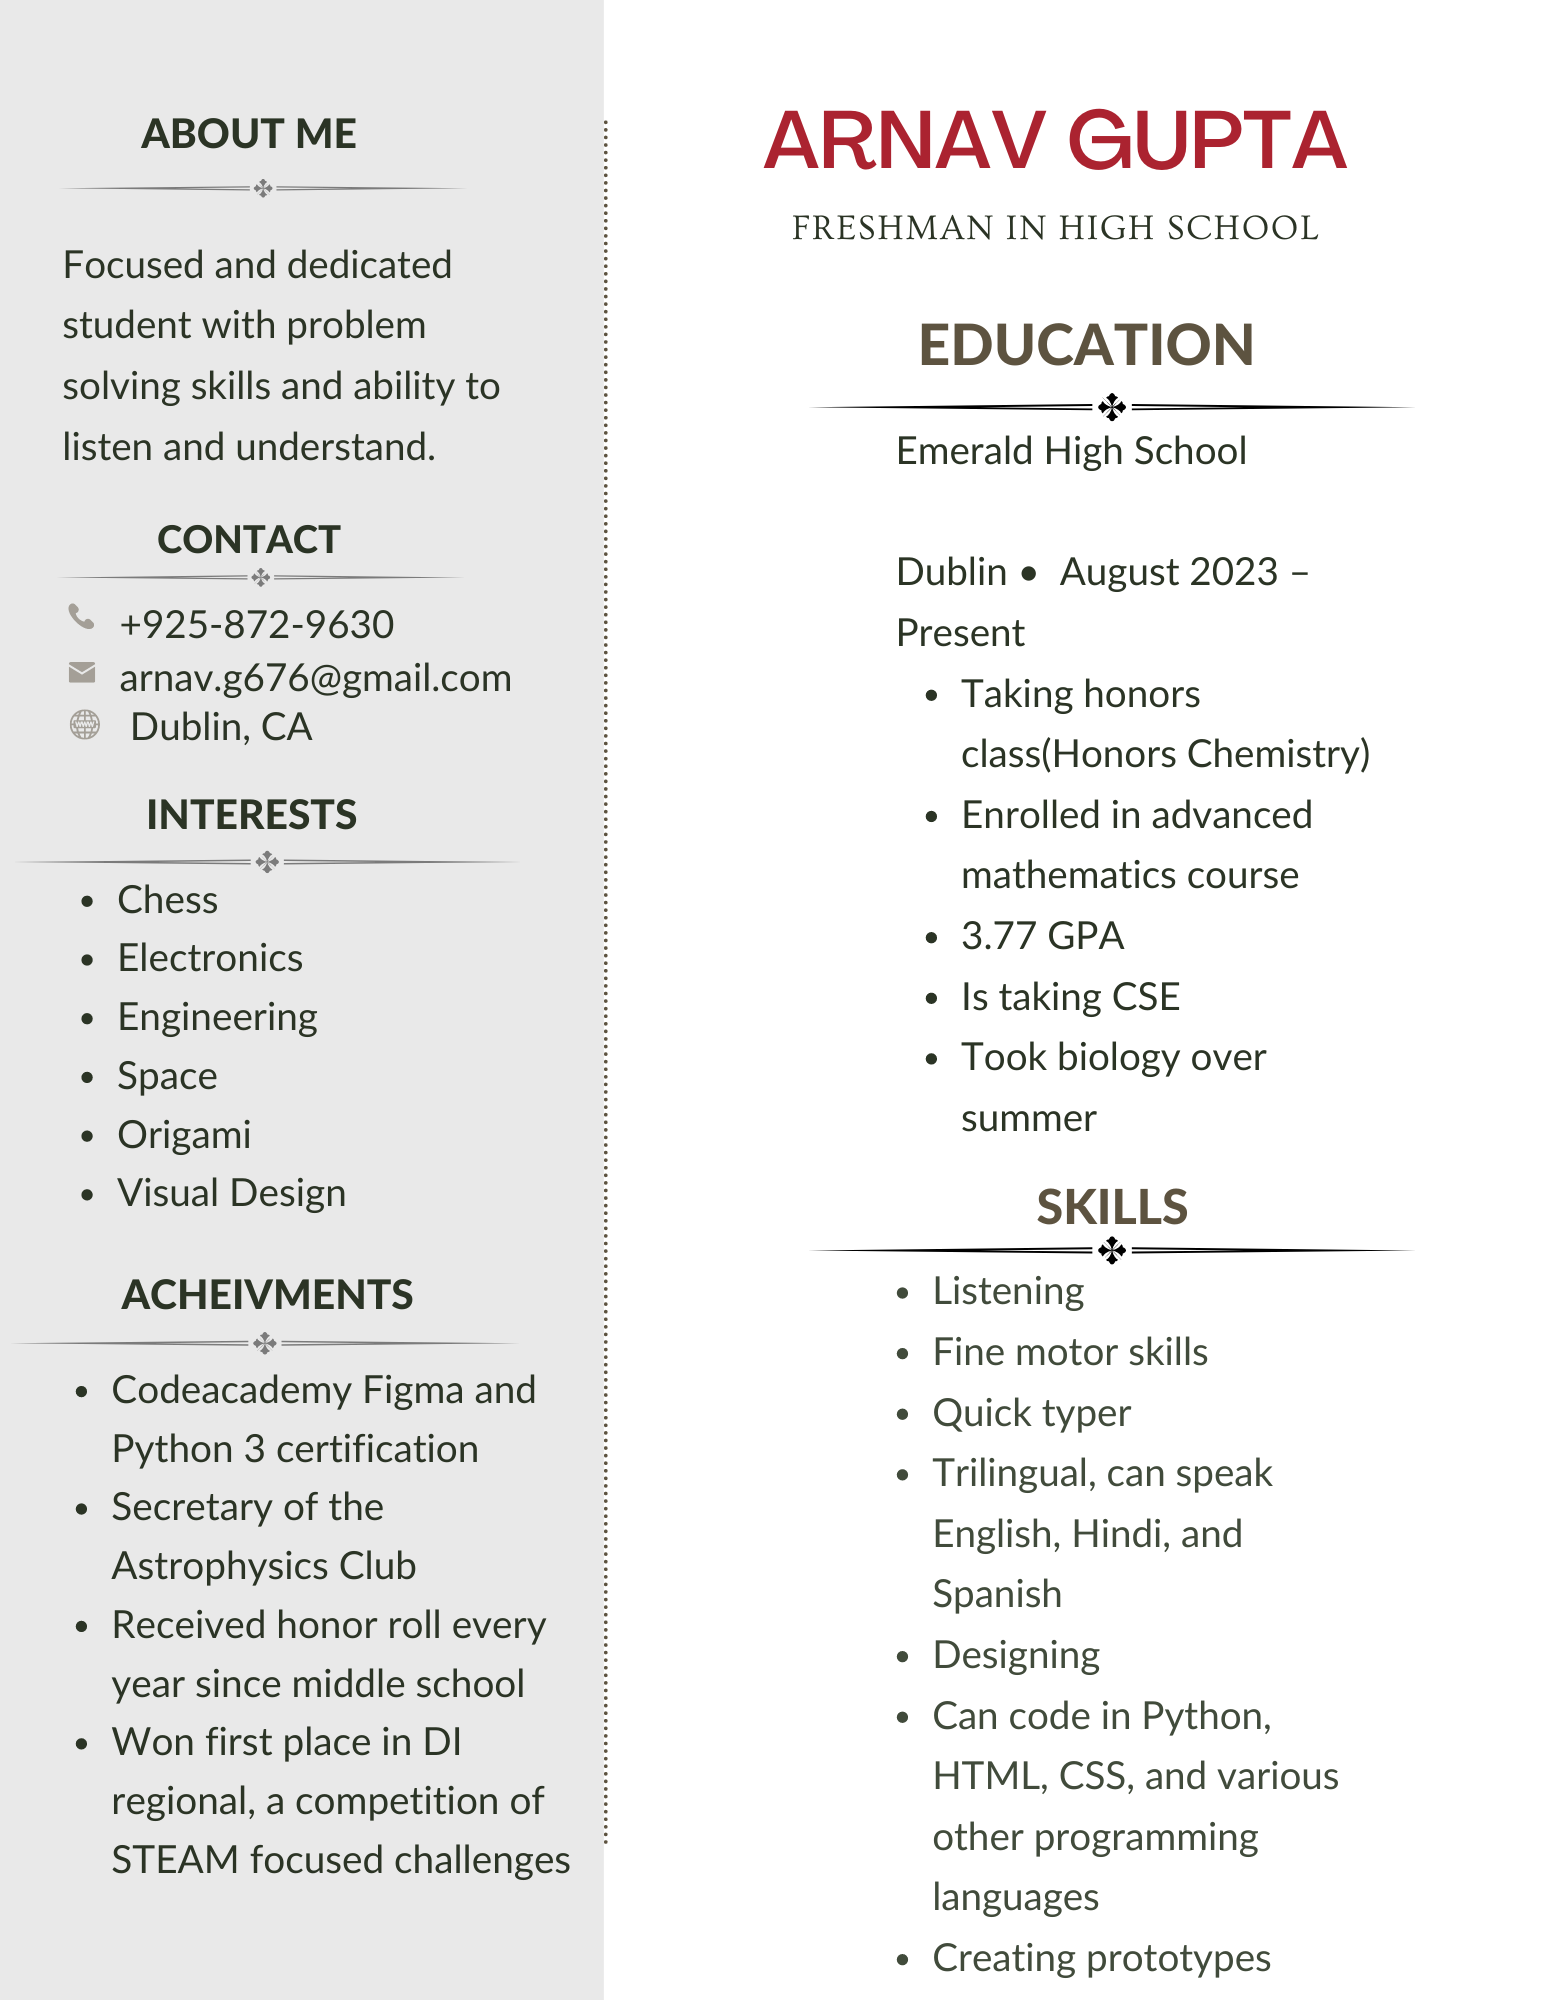 ABOUT ME
Focused and dedicated
student with problem
solving skills and ability to
listen and understand.
CONTACT
+925-872-9630
arnav.g676@gmail.com
Dublin, CA
INTERESTS
• Chess
• Electronics
• Engineering
• Space
• Origami
• Visual Design
ACHEIVMENTS
• Codeacademy Figma and
Python 3 certification
• Secretary of the
Astrophysics Club
• Received honor roll every
year since middle school
• Won first place in DI
regional, a competition of
STEAM focused challenges
ARNAV GUPTA
FRESHMAN IN HIGH SCHOOL
EDUCATION
Emerald High School
Dublin • August 2023 –
Present
• Taking honors
class(Honors Chemistry)
• Enrolled in advanced
mathematics course
• 3.77 GPA
• Is taking CSE
• Took biology over
summer
SKILLS
• Listening
• Fine motor skills
• Quick typer
• Trilingual, can speak
English, Hindi, and
Spanish
• Designing
• Can code in Python,
HTML, CSS, and various
other programming
languages
• Creating prototypes